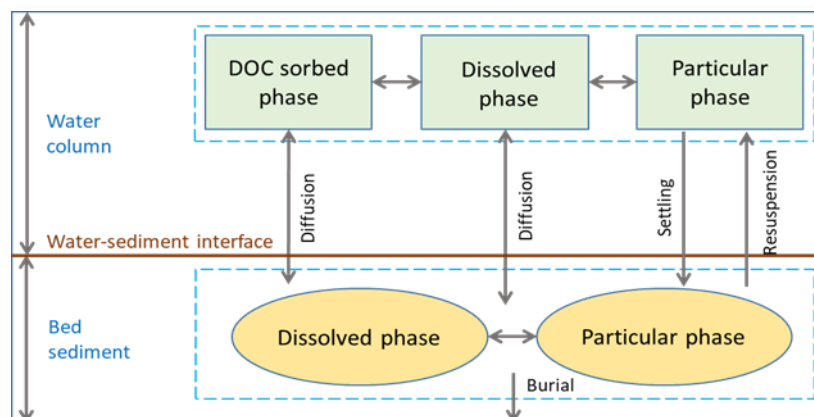 DOC sorbed
phase
Dissolved
phase
Particular
phase
Water
column
Diffusion
Diffusion
Settling
Resuspension
Water-sediment interface
Bed
sediment
Dissolved phase
Particular phase
Burial